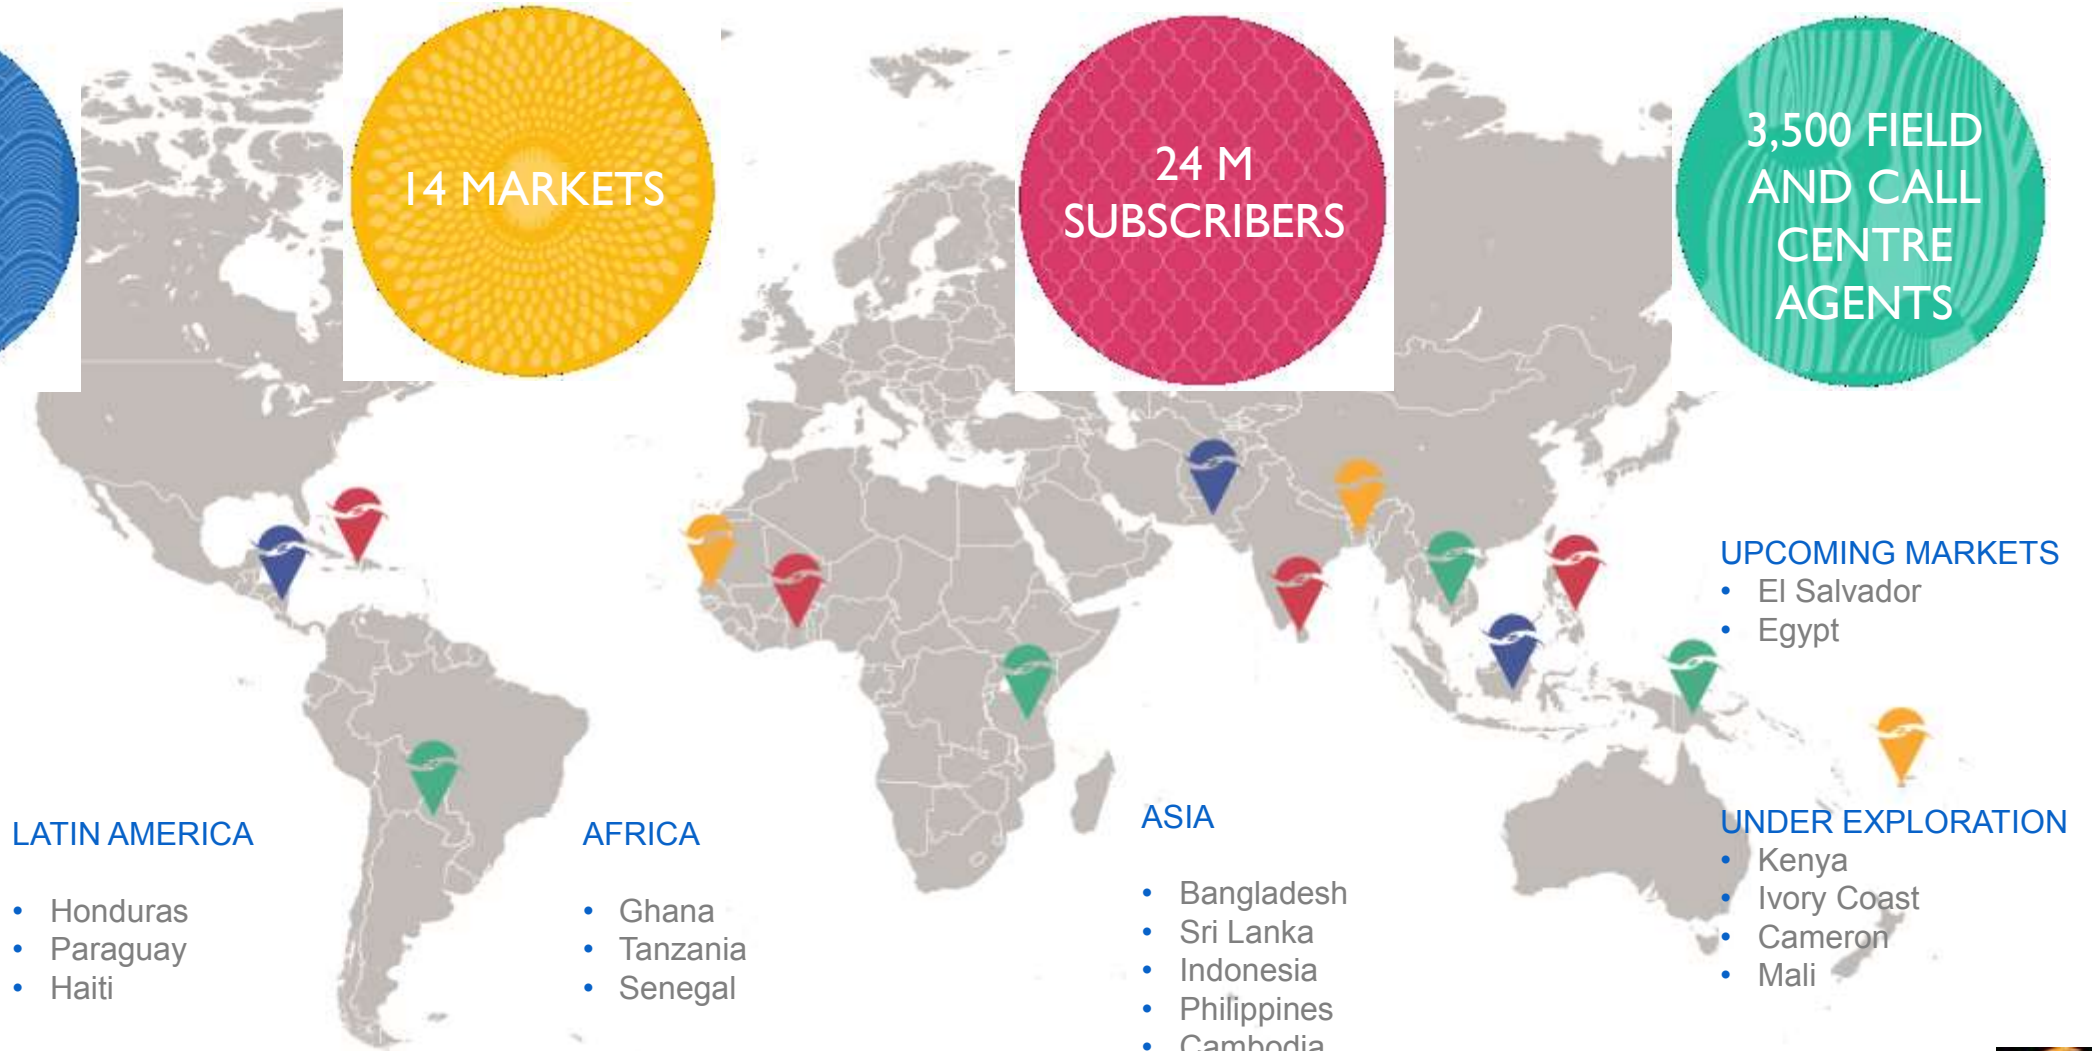 14 MARKETS
24 M
SUBSCRIBERS
3,500 FIELD
AND CALL
CENTRE
AGENTS
LATIN AMERICA
• Honduras
• Paraguay
• Haiti
AFRICA
• Ghana
• Tanzania
• Senegal
ASIA
• Bangladesh
• Sri Lanka
• Indonesia
• Philippines
• Cambodia
UPCOMING MARKETS
• El Salvador
• Egypt
UNDER EXPLORATION
• Kenya
• Ivory Coast
• Cameron
• Mali